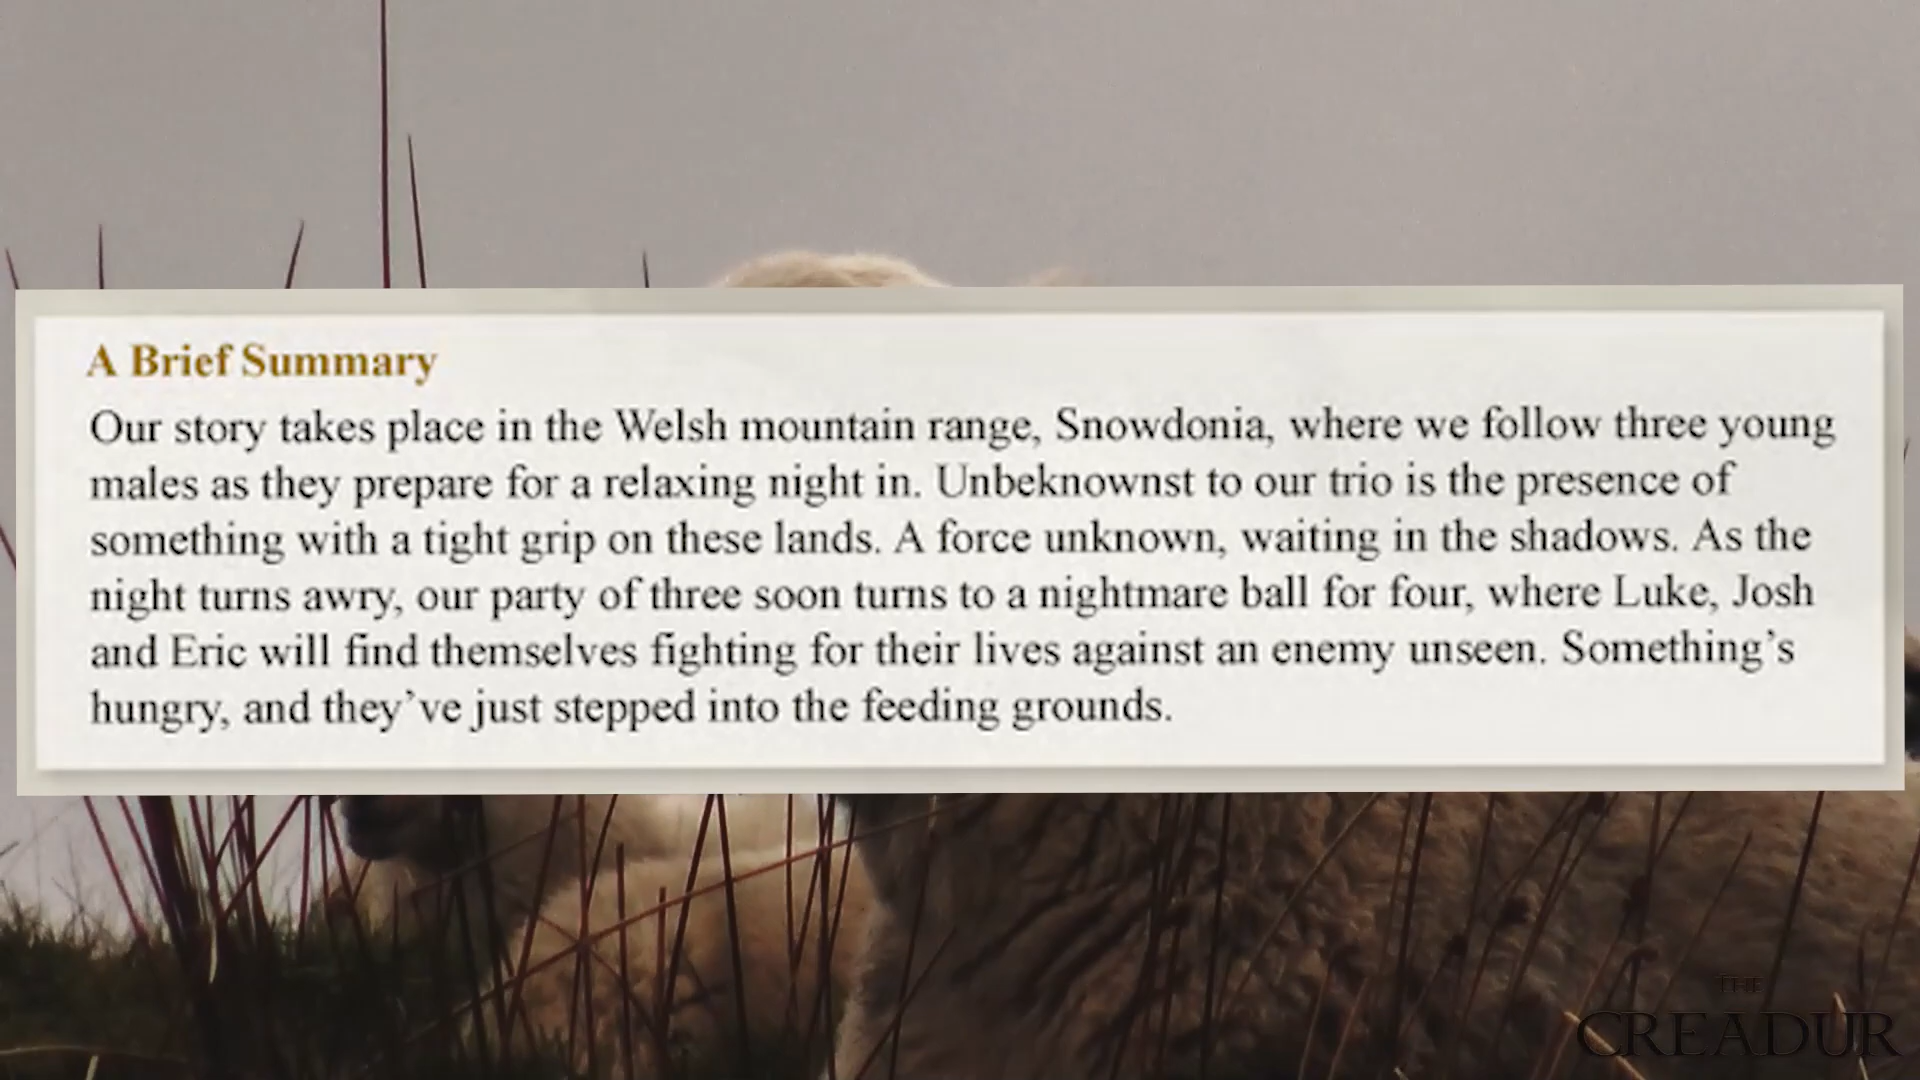 A Brief Summary
Our story takes place in the Welsh mountain range, Snowdonia, where we follow three young
males as they prepare for a relaxing night in. Unbeknownst to our trio is the presence of
something with a tight grip on these lands. A force unknown, waiting in the shadows. As the
night turns awry, our party of three soon turns to a nightmare ball for four, where Luke, Josh
and Eric will find themselves fighting for their lives against an enemy unseen. Something’s
hungry, and they’ve just stepped into the feeding grounds.
THE
CREADUR